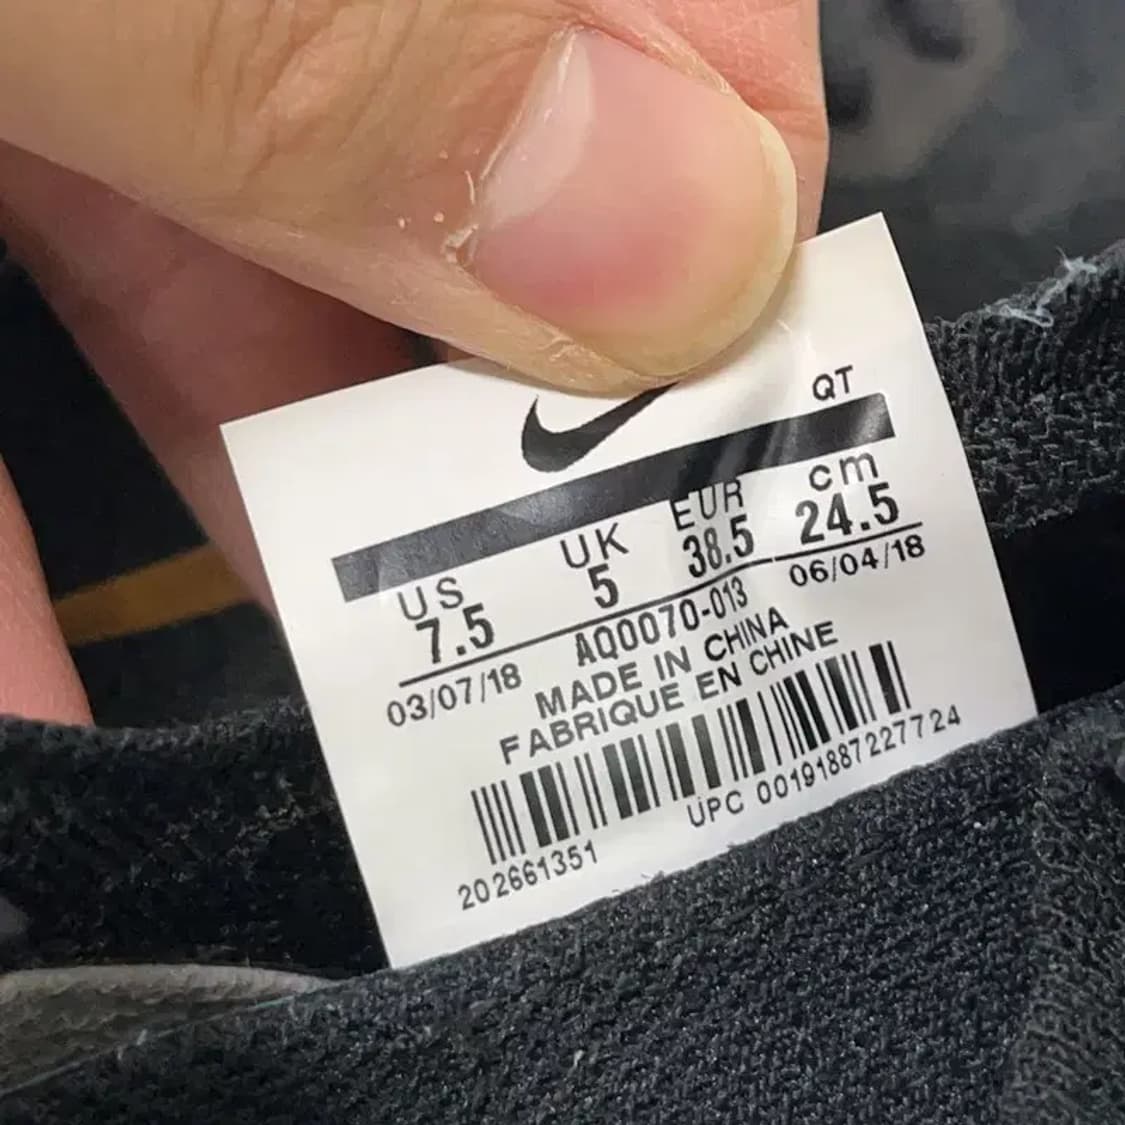 QT
US UK EUR cm
7.5 5 38.5 24.5
03/07/18 AQ0070-013 06/04/18
MADE IN CHINA
FABRIQUE EN CHINE
UPC 00191887227724
202661351